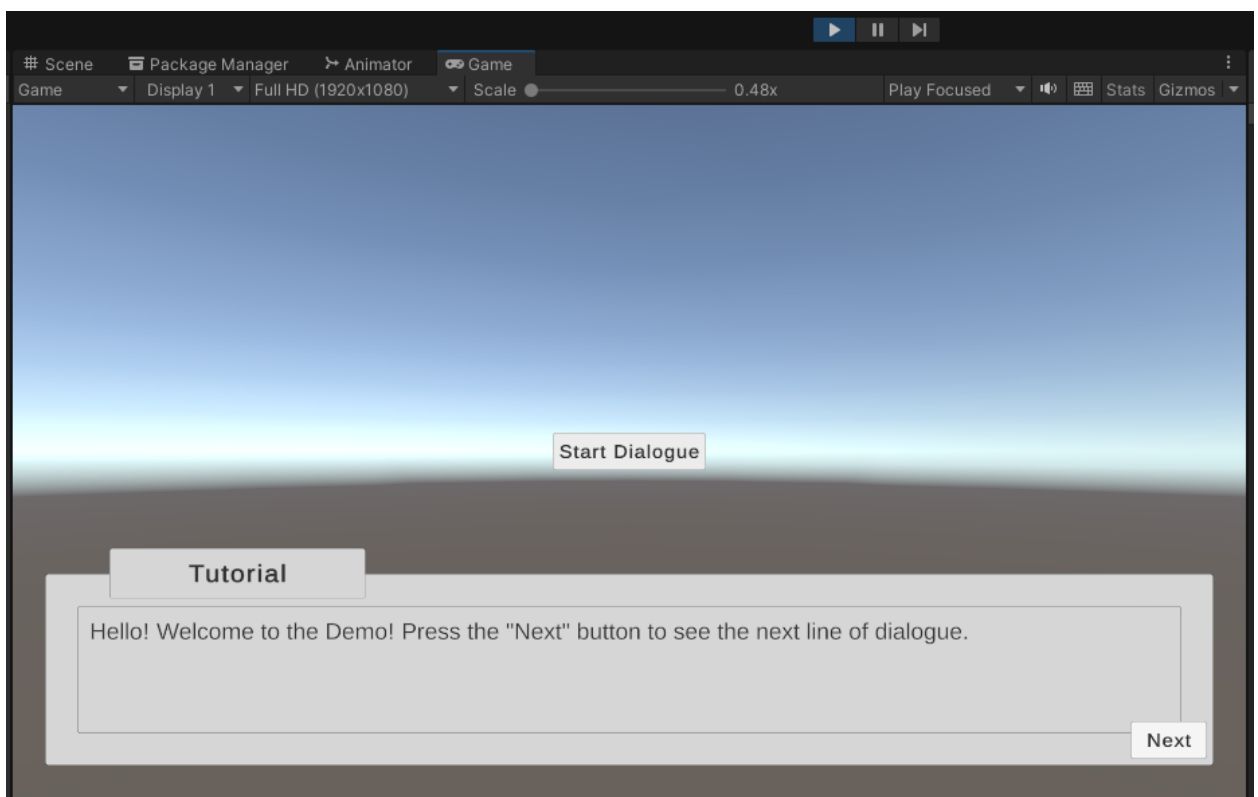 Scene Package Manager Animator Game
Game Display 1 Full HD (1920x1080) Scale 0.48x Play Focused Stats Gizmos
Start Dialogue
Tutorial
Hello! Welcome to the Demo! Press the "Next" button to see the next line of dialogue.
Next